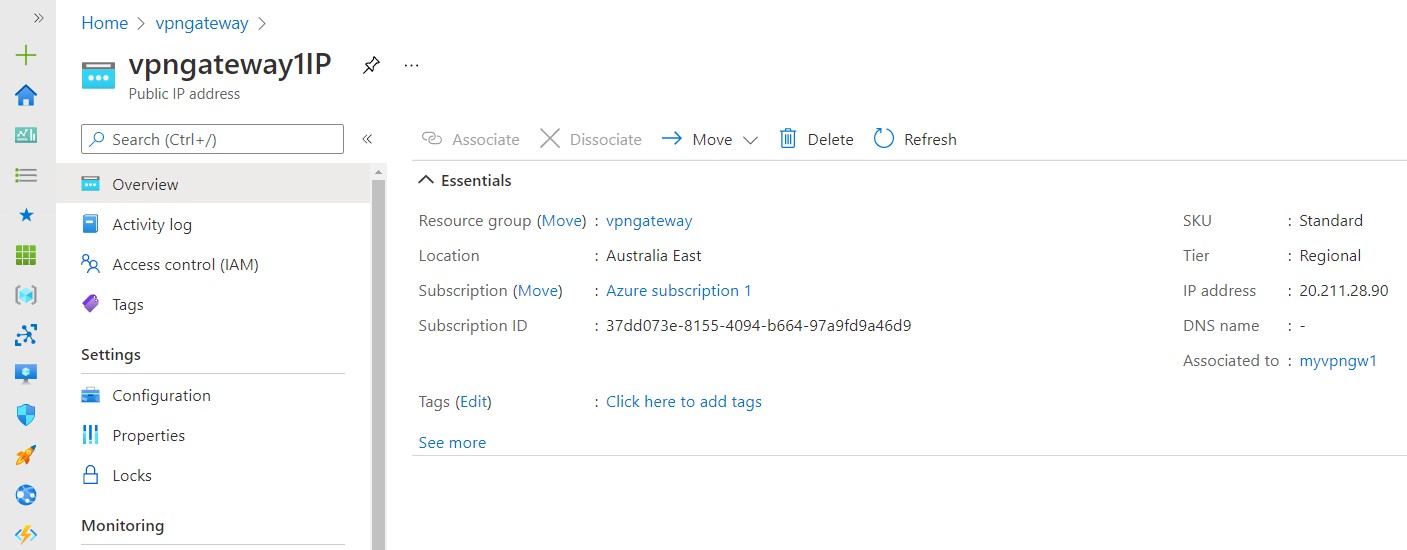 Home > vpngateway >
vpngateway1IP
Public IP address
Search (Ctrl+/)
Overview
Activity log
Access control (IAM)
Tags
Settings
Configuration
Properties
Locks
Monitoring
Associate Dissociate Move Delete Refresh
Essentials
Resource group (Move) : vpngateway
Location : Australia East
Subscription (Move) : Azure subscription 1
Subscription ID : 37dd073e-8155-4094-b664-97a9fd9a46d9
Tags (Edit) : Click here to add tags
See more
SKU : Standard
Tier : Regional
IP address : 20.211.28.90
DNS name : -
Associated to : myvpngw1